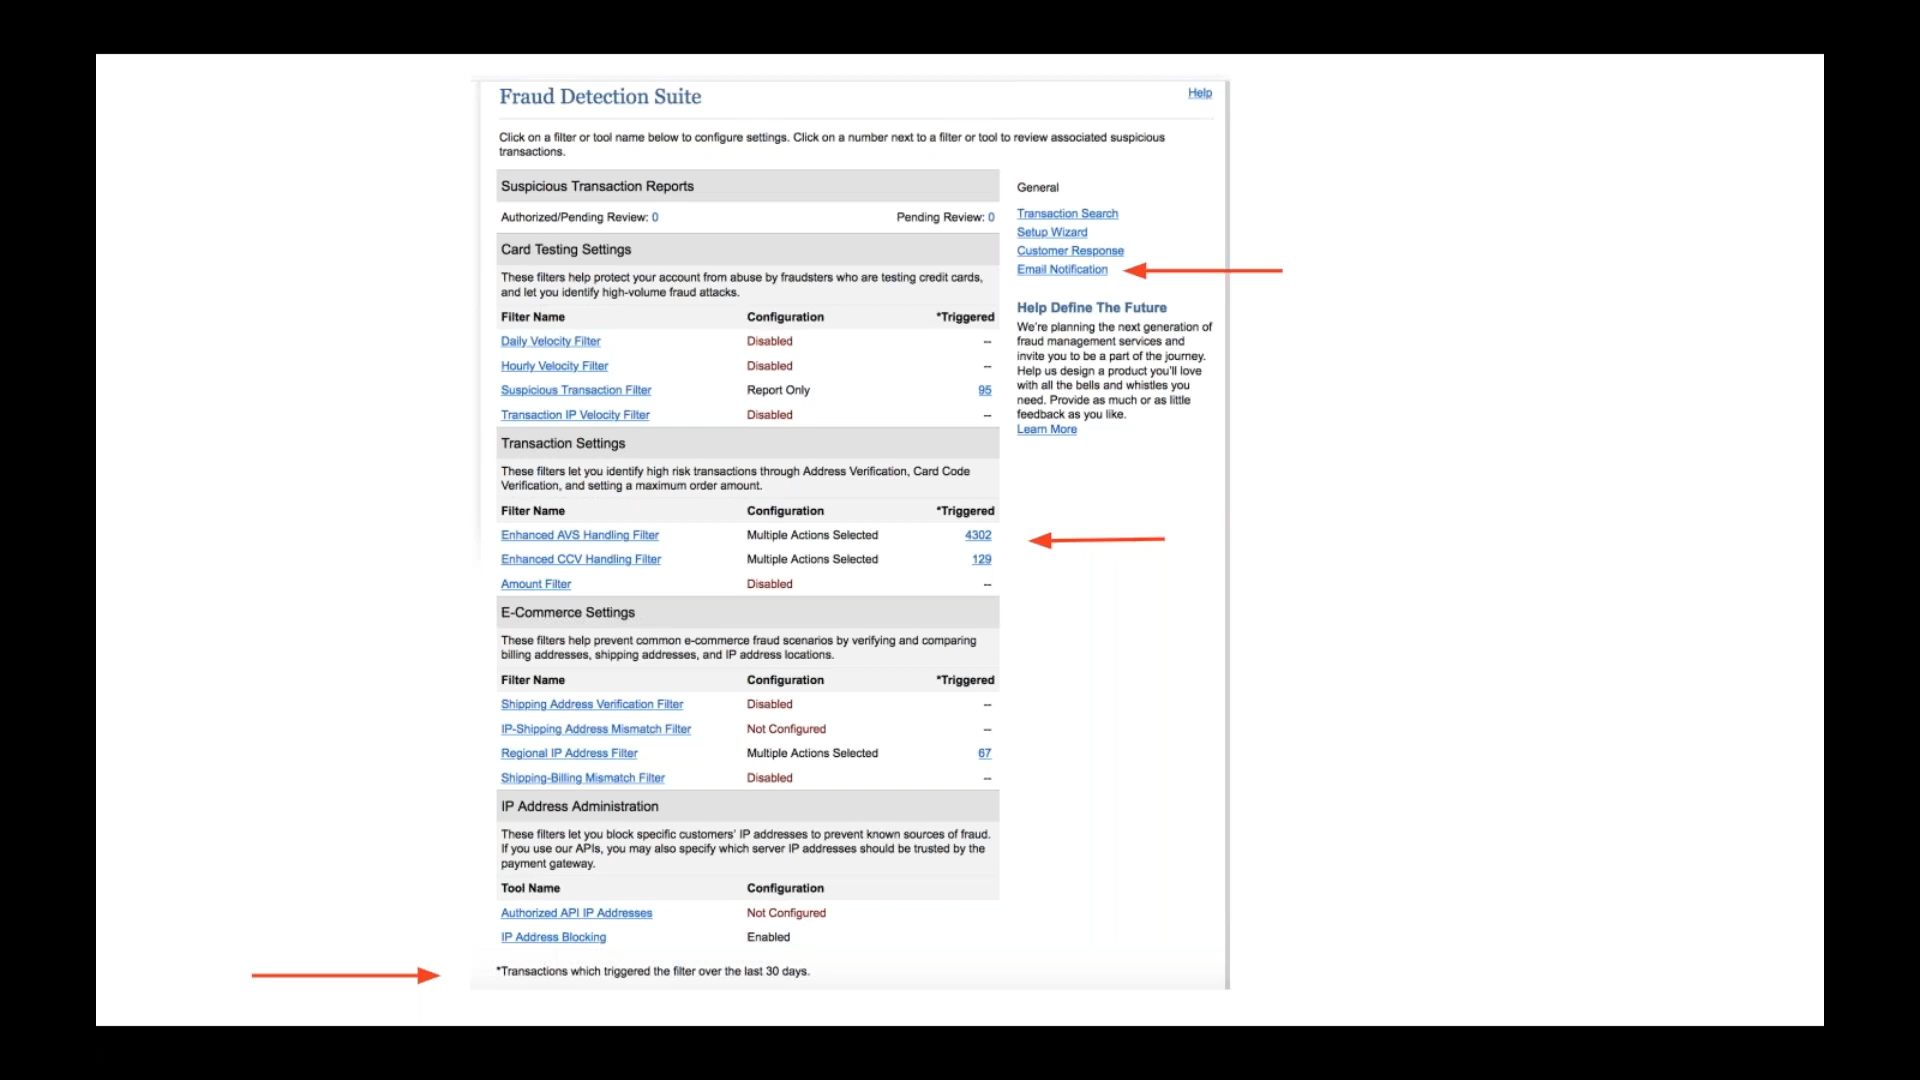 Fraud Detection Suite
Help
Click on a filter or tool name below to configure settings. Click on a number next to a filter or tool to review associated suspicious
transactions.
Suspicious Transaction Reports
Authorized/Pending Review: 0 Pending Review: 0
Card Testing Settings
These filters help protect your account from abuse by fraudsters who are testing credit cards,
and let you identify high-volume fraud attacks.
Filter Name Configuration *Triggered
Daily Velocity Filter Disabled --
Hourly Velocity Filter Disabled --
Suspicious Transaction Filter Report Only 95
Transaction IP Velocity Filter Disabled --
Transaction Settings
These filters let you identify high risk transactions through Address Verification, Card Code
Verification, and setting a maximum order amount.
Filter Name Configuration *Triggered
Enhanced AVS Handling Filter Multiple Actions Selected 4302
Enhanced CCV Handling Filter Multiple Actions Selected 129
Amount Filter Disabled --
E-Commerce Settings
These filters help prevent common e-commerce fraud scenarios by verifying and comparing
billing addresses, shipping addresses, and IP address locations.
Filter Name Configuration *Triggered
Shipping Address Verification Filter Disabled --
IP-Shipping Address Mismatch Filter Not Configured --
Regional IP Address Filter Multiple Actions Selected 67
Shipping-Billing Mismatch Filter Disabled --
IP Address Administration
These filters let you block specific customers' IP addresses to prevent known sources of fraud.
If you use our APIs, you may also specify which server IP addresses should be trusted by the
payment gateway.
Tool Name Configuration
Authorized API IP Addresses Not Configured
IP Address Blocking Enabled
*Transactions which triggered the filter over the last 30 days.
General
Transaction Search
Setup Wizard
Customer Response
Email Notification
Help Define The Future
We're planning the next generation of
fraud management services and
invite you to be a part of the journey.
Help us design a product you'll love
with all the bells and whistles you
need. Provide as much or as little
feedback as you like.
Learn More